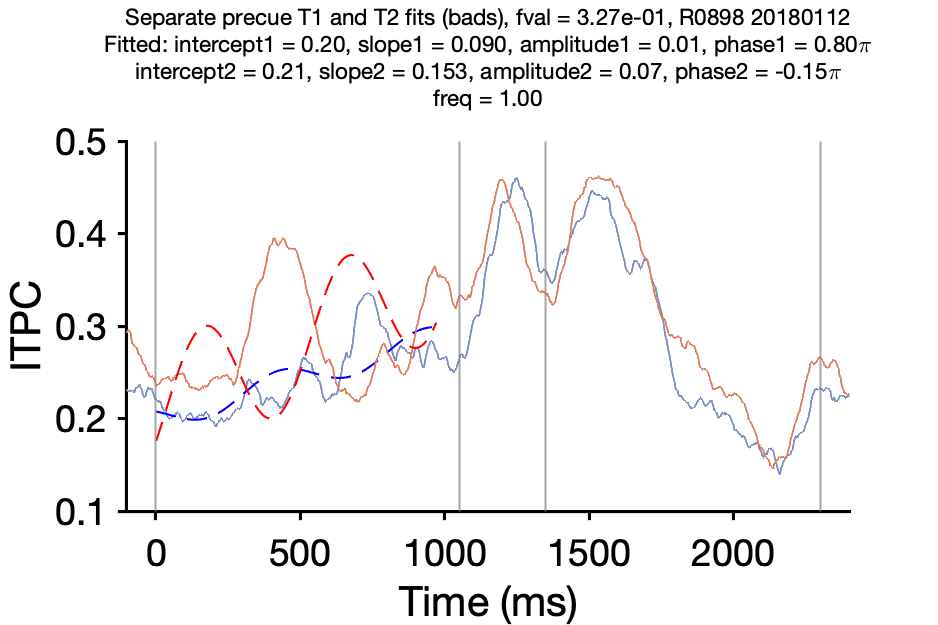 Separate precue T1 and T2 fits (bads), fval = 3.27e-01, R0898 20180112
Fitted: intercept1 = 0.20, slope1 = 0.090, amplitude1 = 0.01, phase1 = 0.80π
intercept2 = 0.21, slope2 = 0.153, amplitude2 = 0.07, phase2 = -0.15π
freq = 1.00
0.5
0.4
0.3
0.2
0.1
ITPC
0 500 1000 1500 2000
Time (ms)